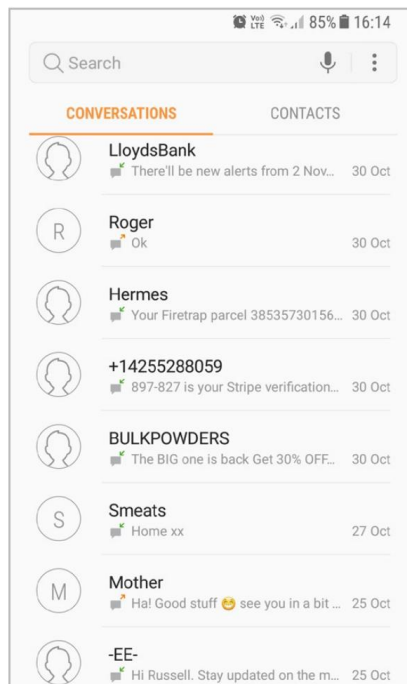 Vo)) LTE 85% 16:14
Search
CONVERSATIONS CONTACTS
LloydsBank
There'll be new alerts from 2 Nov... 30 Oct
R Roger
Ok 30 Oct
Hermes
Your Firetrap parcel 38535730156... 30 Oct
+14255288059
897-827 is your Stripe verification... 30 Oct
BULKPOWDERS
The BIG one is back Get 30% OFF... 30 Oct
S Smeats
Home xx 27 Oct
M Mother
Ha! Good stuff 😁 see you in a bit ... 25 Oct
-EE-
Hi Russell. Stay updated on the m... 25 Oct